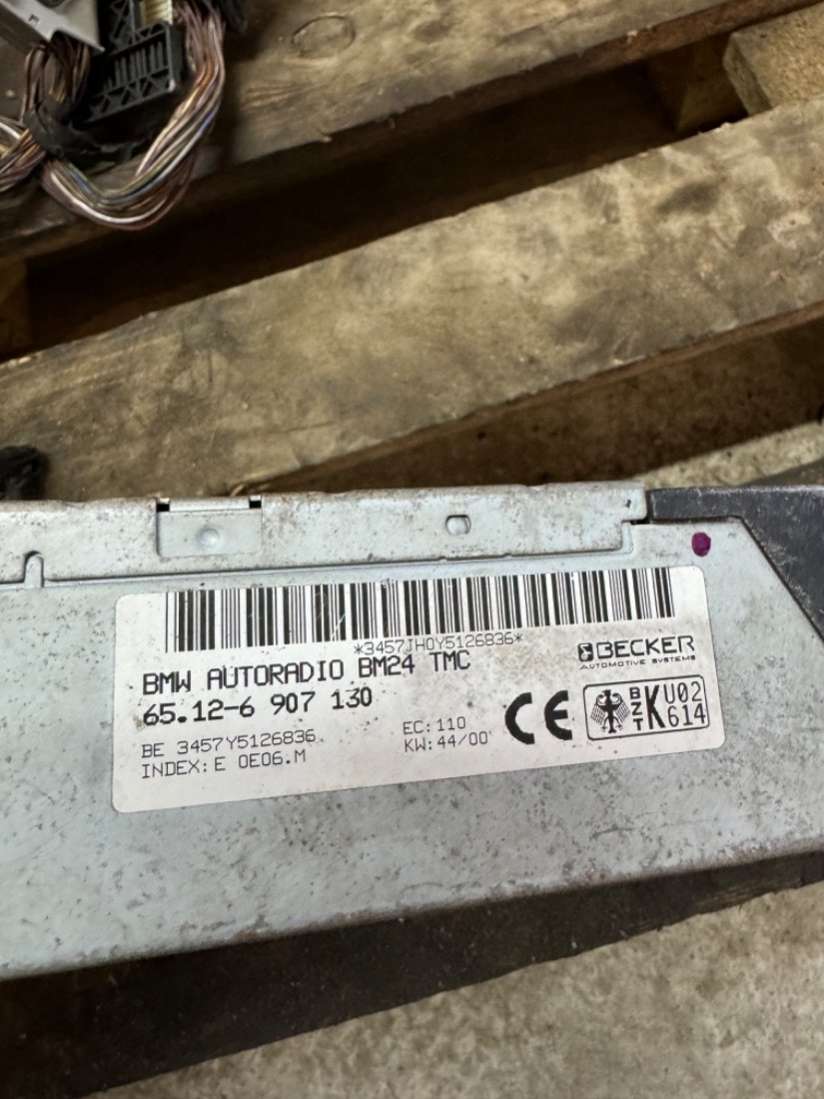 *3457JH0Y5126836*
BMW AUTORADIO BM24 TMC
65.12-6 907 130
BE 3457Y5126836
INDEX: E 0E06.M
EC: 110
KW: 44/00
CE
BECKER
AUTOMOTIVE SYSTEMS
BZT K U02 614